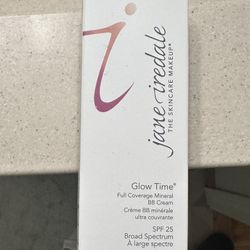 jane iredale
THE SKINCARE MAKEUP®
Glow Time®
Full Coverage Mineral
BB Cream
Crème BB minérale
ultra couvrante
SPF 25
Broad Spectrum
À large spectre